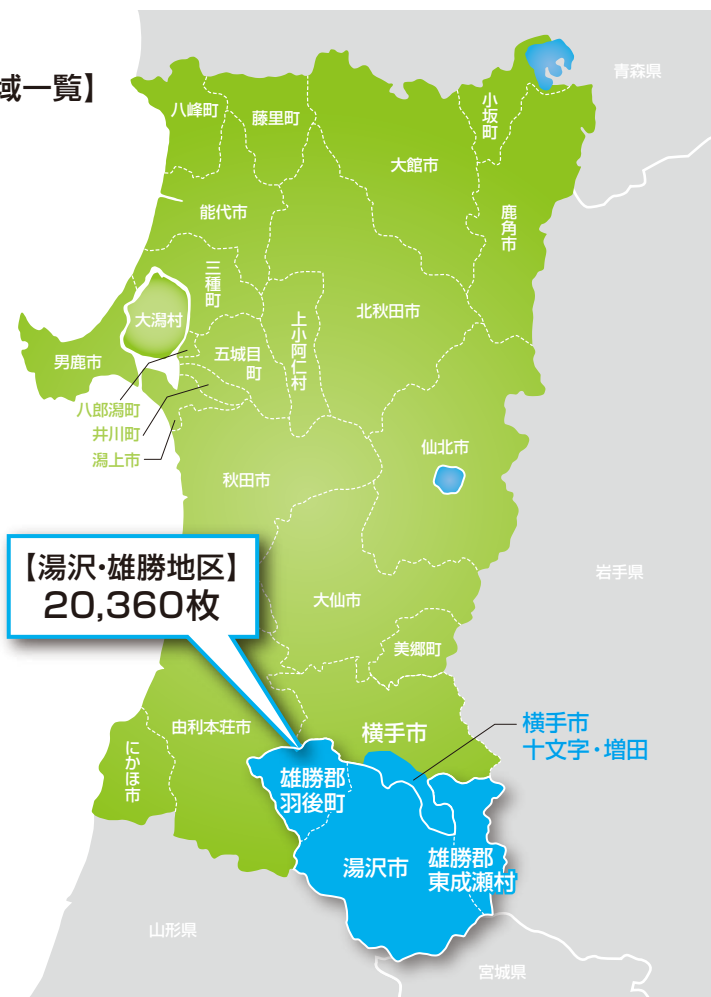 域一覧】
青森県
八峰町
藤里町
小坂町
大館市
能代市
鹿角市
三種町
大潟村
上小阿仁村
北秋田市
五城目町
男鹿市
八郎潟町
井川町
潟上市
仙北市
秋田市
【湯沢・雄勝地区】
20,360枚
岩手県
大仙市
美郷町
由利本荘市
横手市
横手市
十文字・増田
にかほ市
雄勝郡
羽後町
湯沢市
雄勝郡
東成瀬村
山形県
宮城県